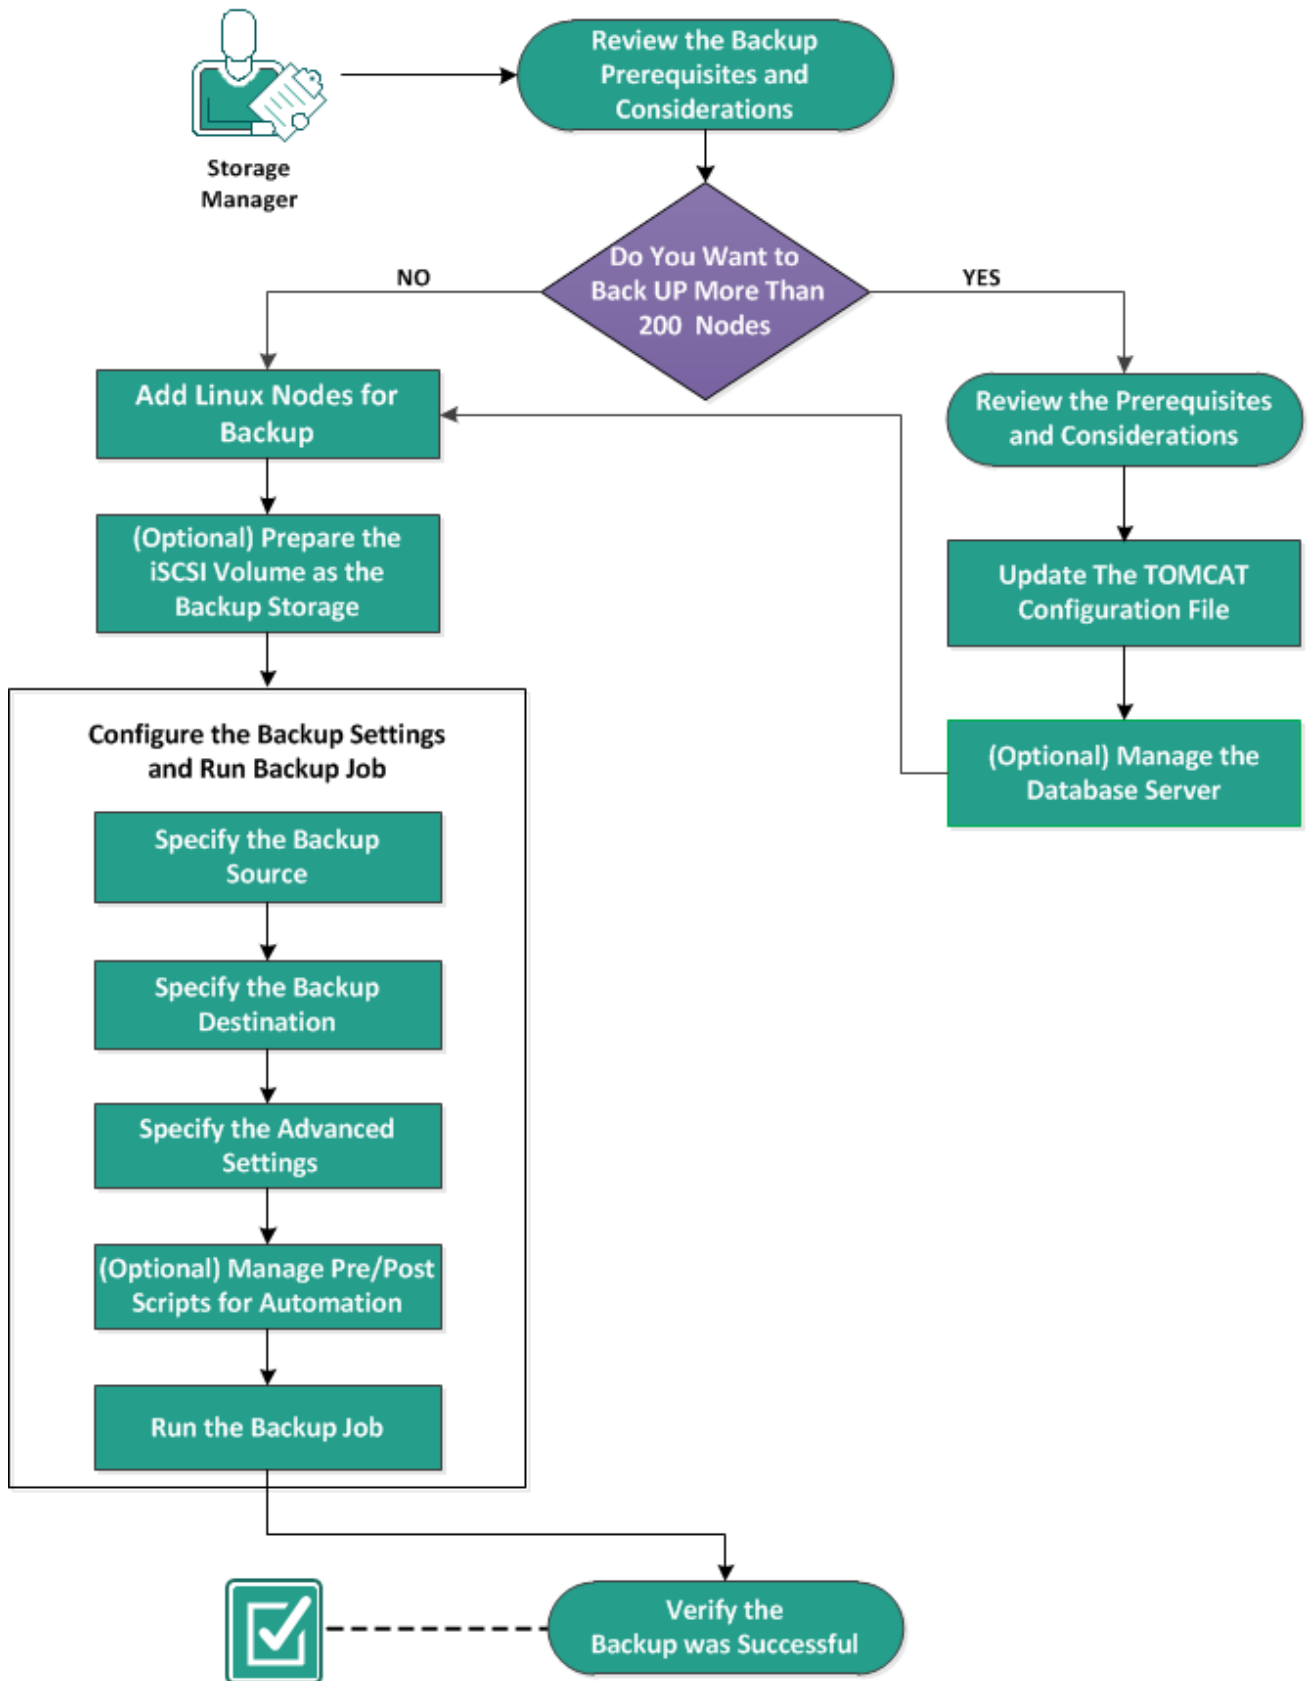 Review the Backup
Prerequisites and
Considerations
Storage
Manager
Do You Want to
Back UP More Than
200 Nodes
NO
YES
Add Linux Nodes for
Backup
Review the Prerequisites
and Considerations
(Optional) Prepare the
iSCSI Volume as the
Backup Storage
Update The TOMCAT
Configuration File
(Optional) Manage the
Database Server
Configure the Backup Settings
and Run Backup Job
Specify the Backup
Source
Specify the Backup
Destination
Specify the Advanced
Settings
(Optional) Manage Pre/Post
Scripts for Automation
Run the Backup Job
Verify the
Backup was Successful